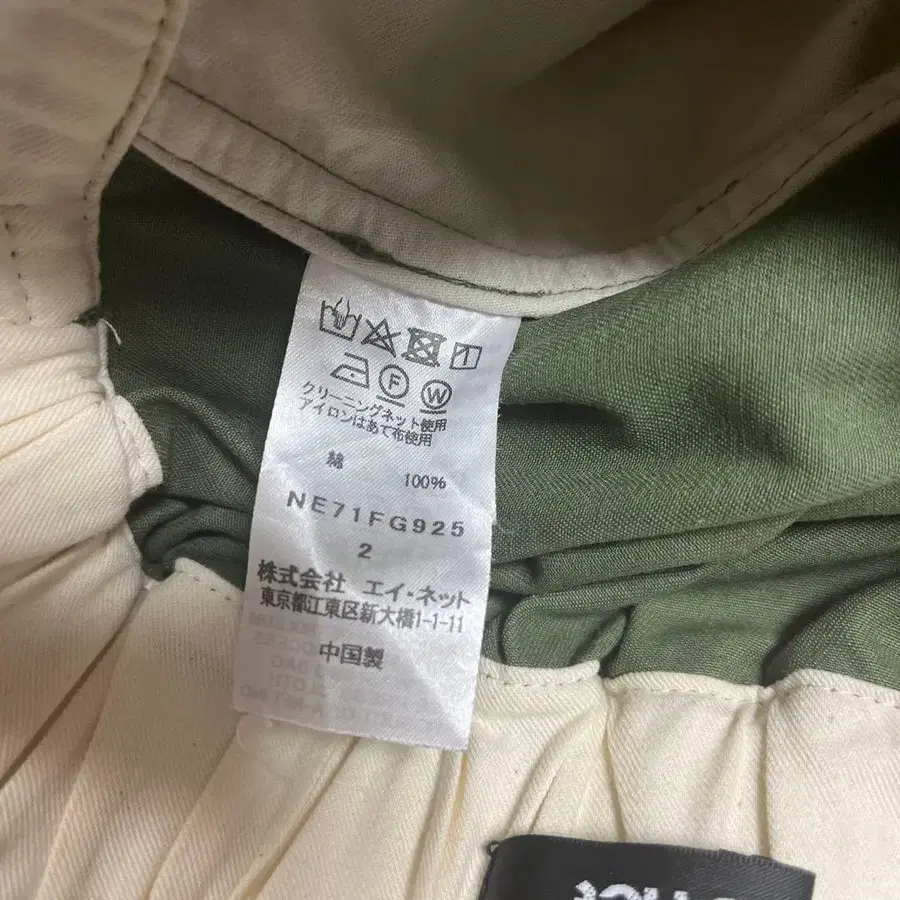 F W
クリーニングネット使用
アイロンはあて布使用
綿 100%
NE71FG925
2
株式会社 エイ・ネット
東京都江東区新大橋1-1-11
中国製